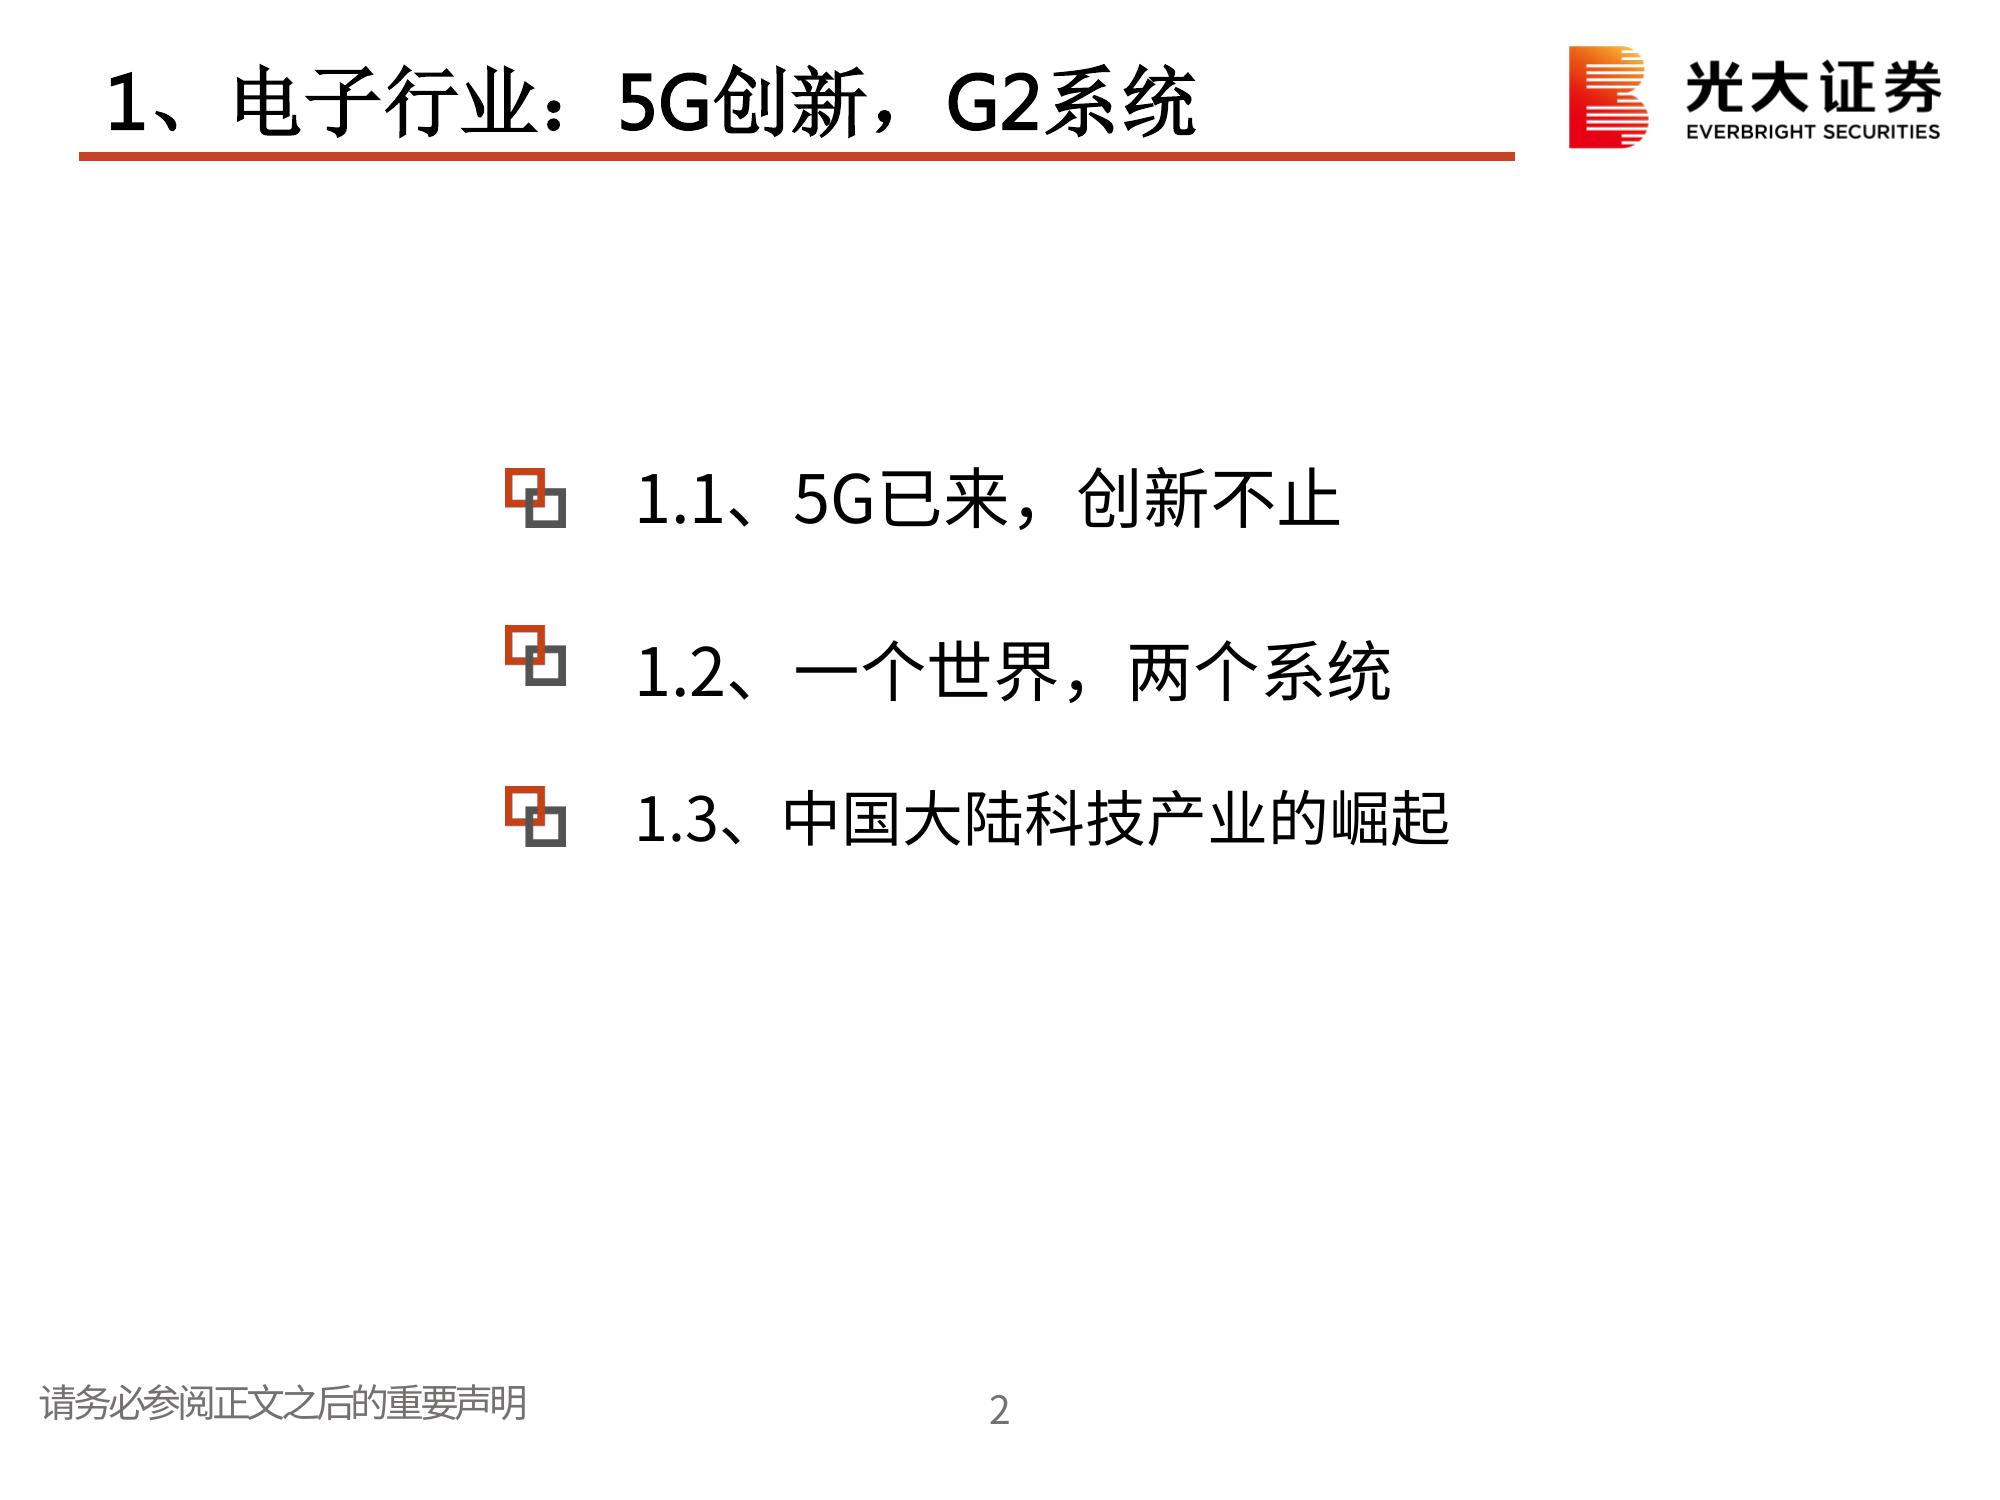 1、电子行业：5G创新，G2系统
光大证券
EVERBRIGHT SECURITIES
1.1、5G已来，创新不止
1.2、一个世界，两个系统
1.3、中国大陆科技产业的崛起
请务必参阅正文之后的重要声明
2